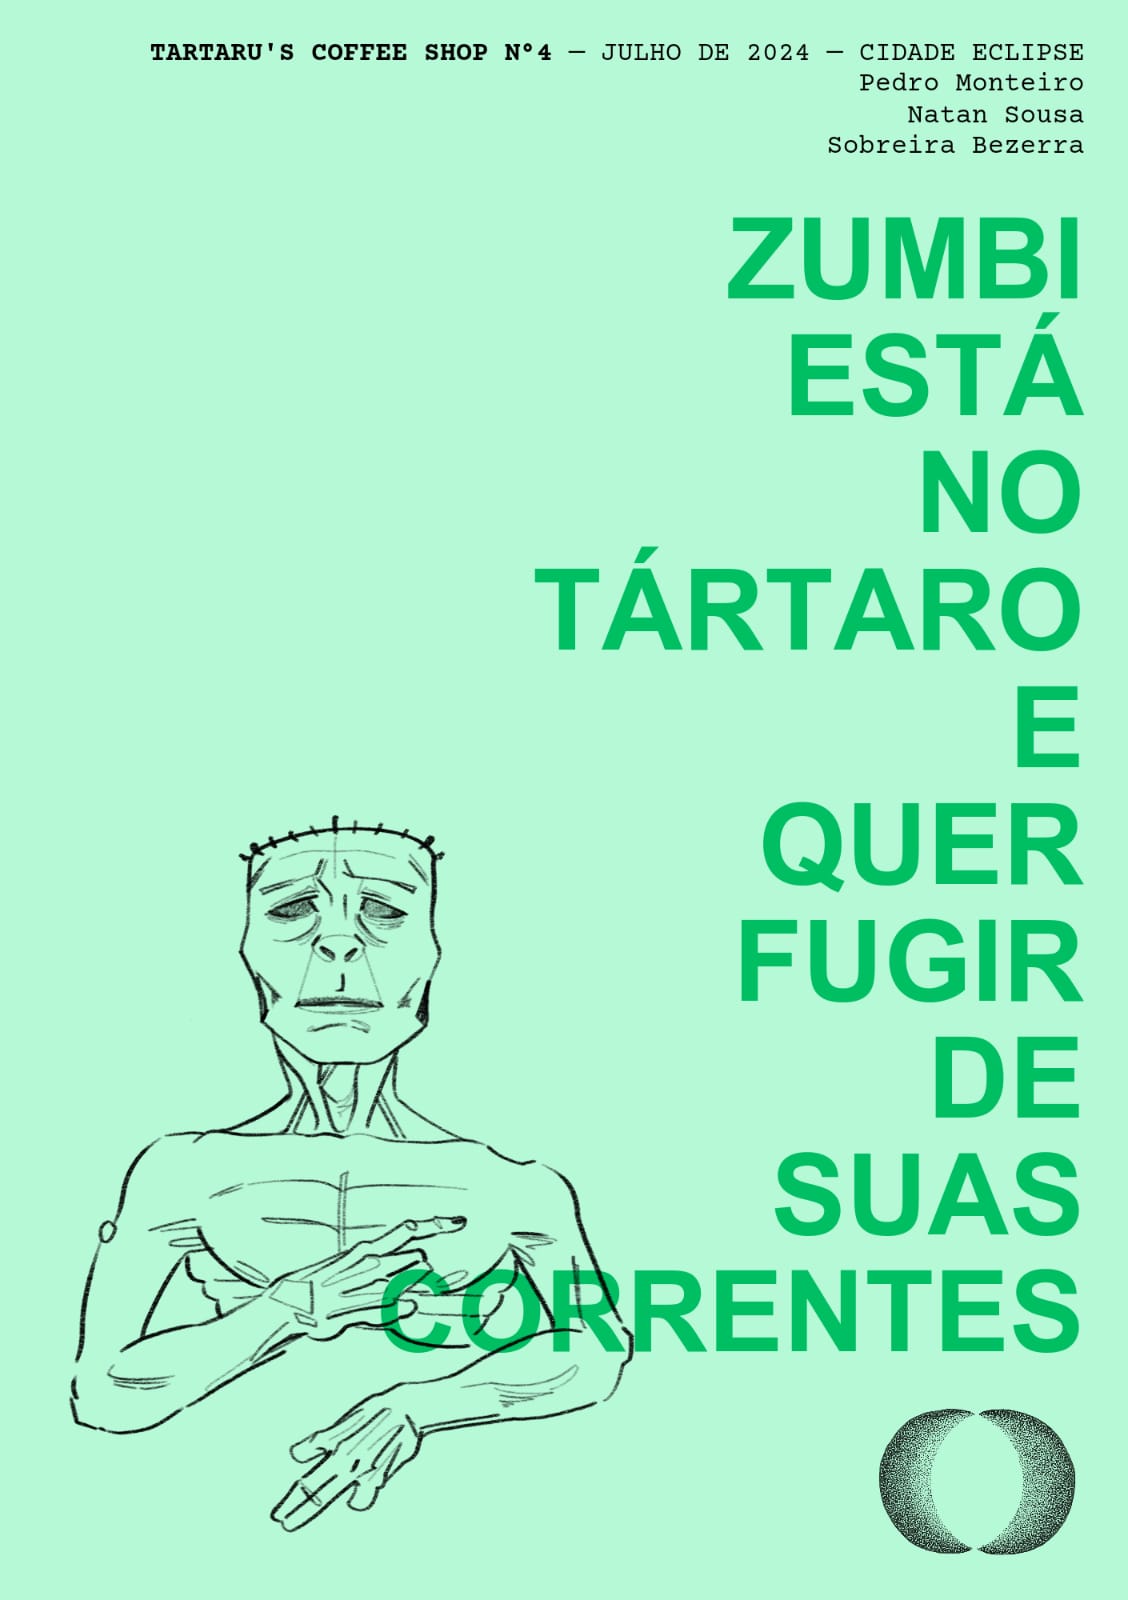 TARTARU'S COFFEE SHOP Nº4 — JULHO DE 2024 — CIDADE ECLIPSE
Pedro Monteiro
Natan Sousa
Sobreira Bezerra
ZUMBI
ESTÁ
NO
TÁRTARO
E
QUER
FUGIR
DE
SUAS
CORRENTES